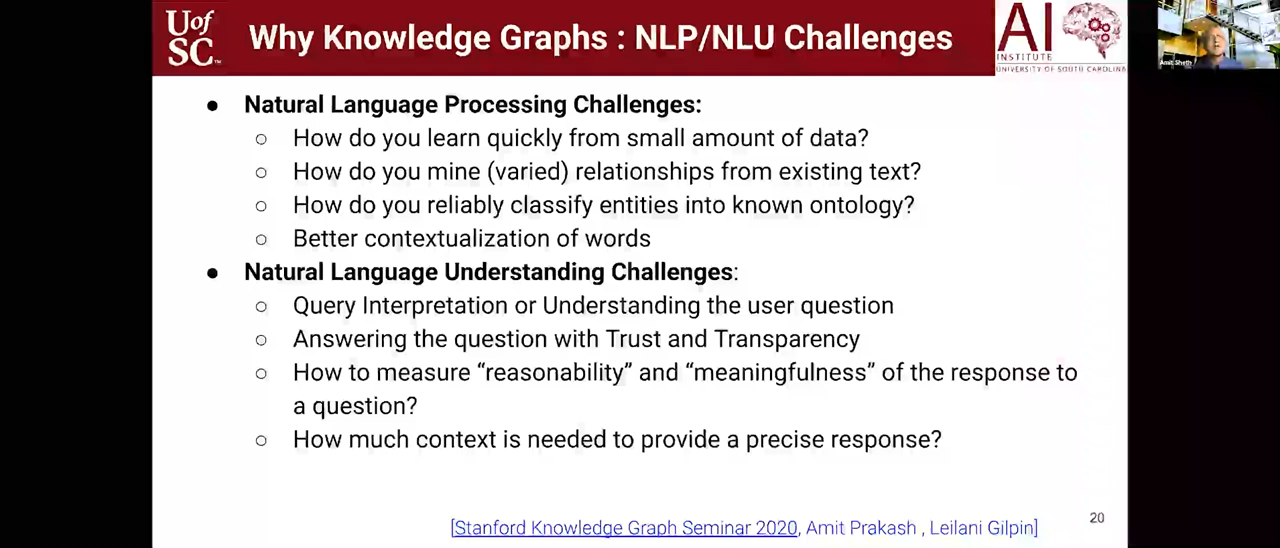 UofSC
Why Knowledge Graphs : NLP/NLU Challenges
AI
INSTITUTE
UNIVERSITY OF SOUTH CAROLINA
Amit Sheth
● Natural Language Processing Challenges:
○ How do you learn quickly from small amount of data?
○ How do you mine (varied) relationships from existing text?
○ How do you reliably classify entities into known ontology?
○ Better contextualization of words
● Natural Language Understanding Challenges:
○ Query Interpretation or Understanding the user question
○ Answering the question with Trust and Transparency
○ How to measure “reasonability” and “meaningfulness” of the response to
a question?
○ How much context is needed to provide a precise response?
20
[Stanford Knowledge Graph Seminar 2020, Amit Prakash , Leilani Gilpin]